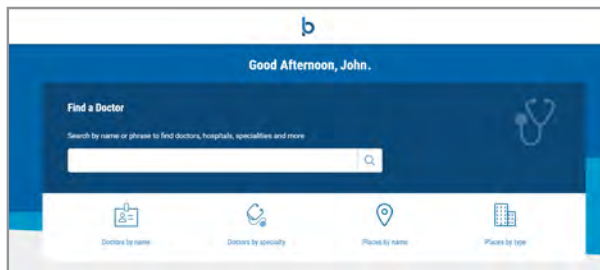 b
Good Afternoon, John.
Find a Doctor
Search by name or phrase to find doctors, hospitals, specialities and more
Doctors by name
Doctors by specialty
Places by name
Places by type